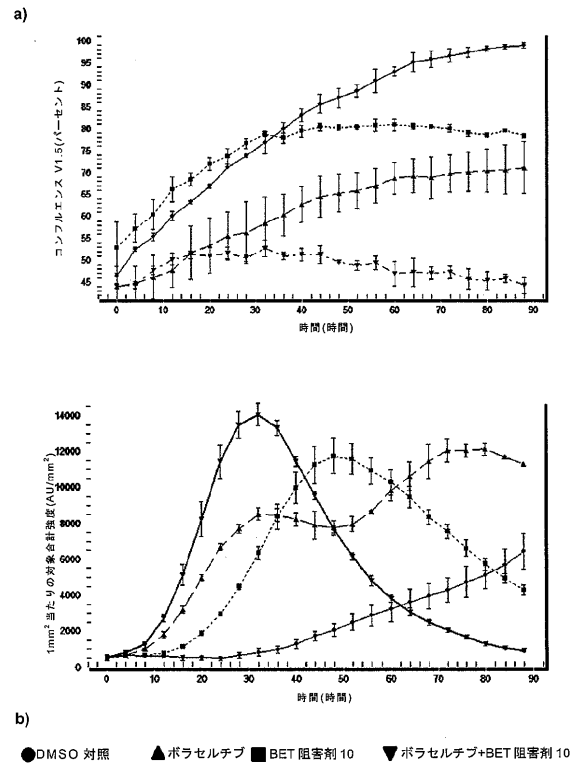 a)
コンフルエンス V1.5(パーセント)
100
95
90
85
80
75
70
65
60
55
50
45
0 10 20 30 40 50 60 70 80 90
時間(時間)
1mm² 当たりの対象合計強度(AU/mm²)
14000
12000
10000
8000
6000
4000
2000
0
0 10 20 30 40 50 60 70 80 90
時間(時間)
b)
●DMSO 対照 ▲ボラセルチブ ■BET 阻害剤 10 ▼ボラセルチブ+BET 阻害剤 10